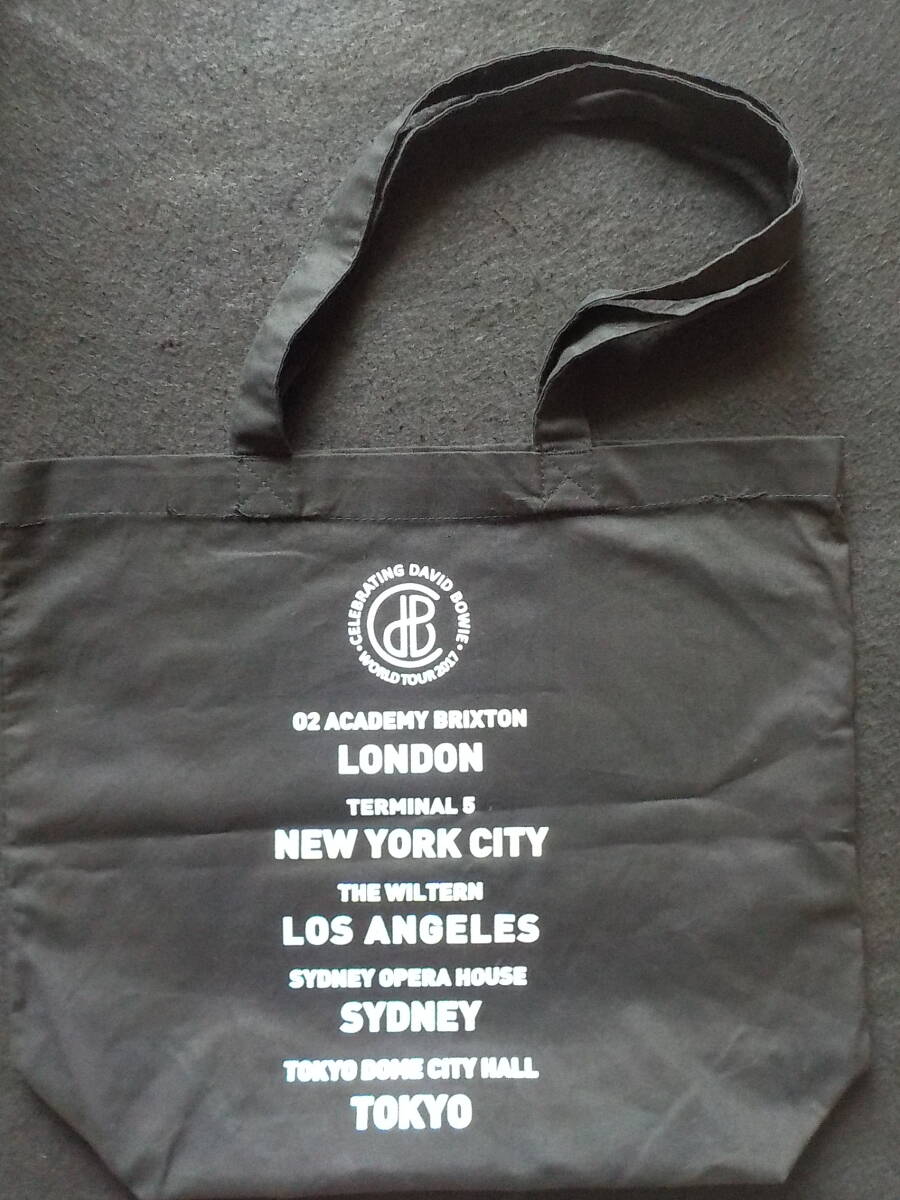 • CELEBRATING DAVID BOWIE •
WORLD TOUR 2017
CdB
02 ACADEMY BRIXTON
LONDON
TERMINAL 5
NEW YORK CITY
THE WILTERN
LOS ANGELES
SYDNEY OPERA HOUSE
SYDNEY
TOKYO DOME CITY HALL
TOKYO